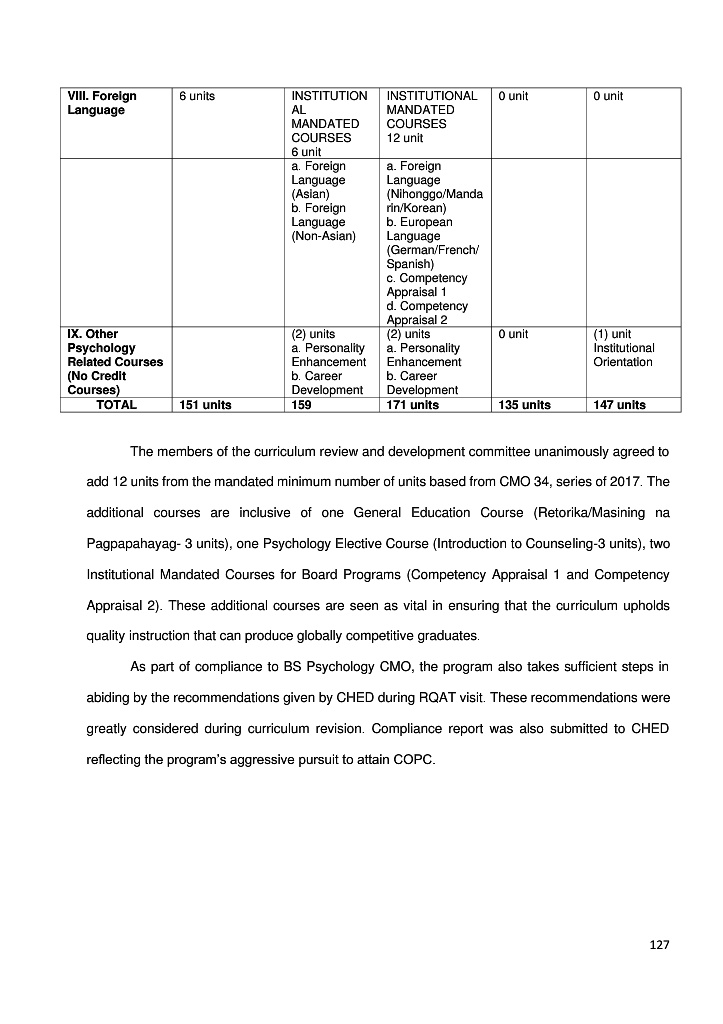 VIII. Foreign Language
6 units
INSTITUTION
AL
MANDATED
COURSES
6 unit
INSTITUTIONAL
MANDATED
COURSES
12 unit
0 unit
0 unit
a. Foreign
Language
(Asian)
b. Foreign
Language
(Non-Asian)
a. Foreign
Language
(Nihonggo/Manda
rin/Korean)
b. European
Language
(German/French/
Spanish)
c. Competency
Appraisal 1
d. Competency
Appraisal 2
IX. Other
Psychology
Related Courses
(No Credit
Courses)
(2) units
a. Personality
Enhancement
b. Career
Development
(2) units
a. Personality
Enhancement
b. Career
Development
0 unit
(1) unit
Institutional
Orientation
TOTAL
151 units
159
171 units
135 units
147 units
The members of the curriculum review and development committee unanimously agreed to
add 12 units from the mandated minimum number of units based from CMO 34, series of 2017. The
additional courses are inclusive of one General Education Course (Retorika/Masining na
Pagpapahayag- 3 units), one Psychology Elective Course (Introduction to Counseling-3 units), two
Institutional Mandated Courses for Board Programs (Competency Appraisal 1 and Competency
Appraisal 2). These additional courses are seen as vital in ensuring that the curriculum upholds
quality instruction that can produce globally competitive graduates.
As part of compliance to BS Psychology CMO, the program also takes sufficient steps in
abiding by the recommendations given by CHED during RQAT visit. These recommendations were
greatly considered during curriculum revision. Compliance report was also submitted to CHED
reflecting the program's aggressive pursuit to attain COPC.
127